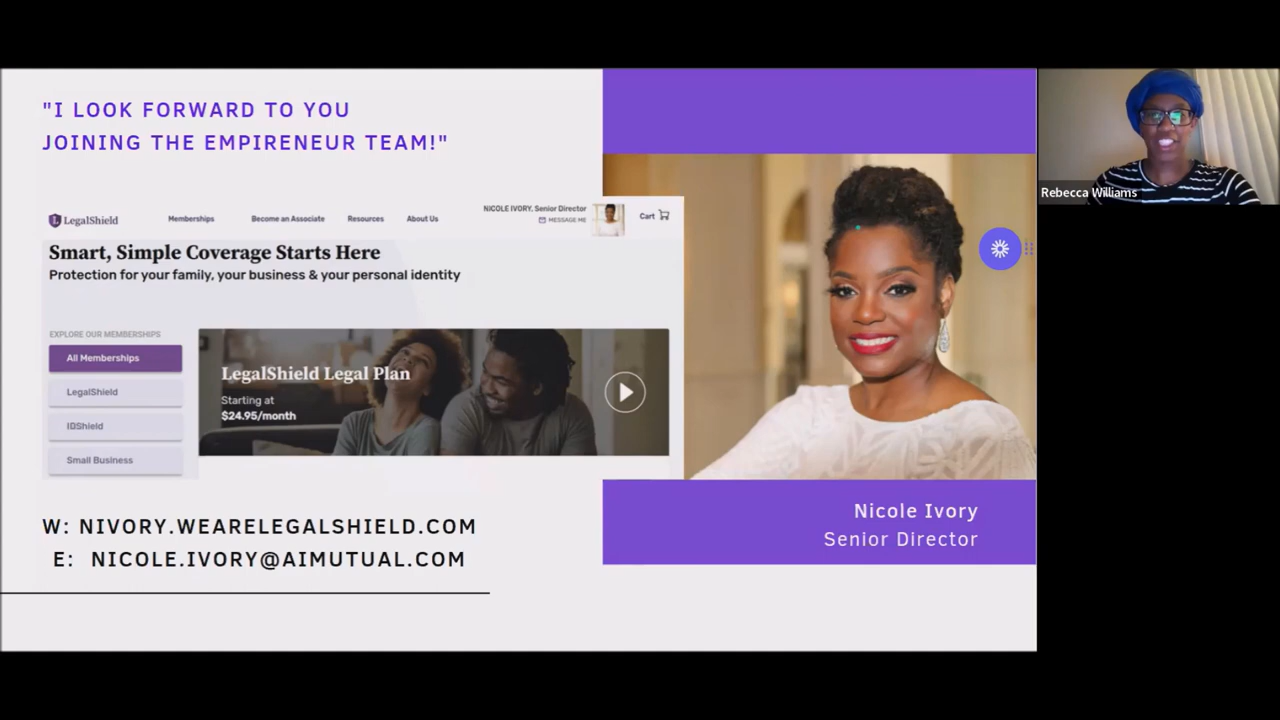 "I LOOK FORWARD TO YOU
JOINING THE EMPIRENEUR TEAM!"
LegalShield
Memberships
Become an Associate
Resources
About Us
NICOLE IVORY, Senior Director
MESSAGE ME
Cart
Smart, Simple Coverage Starts Here
Protection for your family, your business & your personal identity
EXPLORE OUR MEMBERSHIPS
All Memberships
LegalShield
IDShield
Small Business
LegalShield Legal Plan
Starting at
$24.95/month
W: NIVORY.WEARELEGALSHIELD.COM
E: NICOLE.IVORY@AIMUTUAL.COM
Nicole Ivory
Senior Director
Rebecca Williams